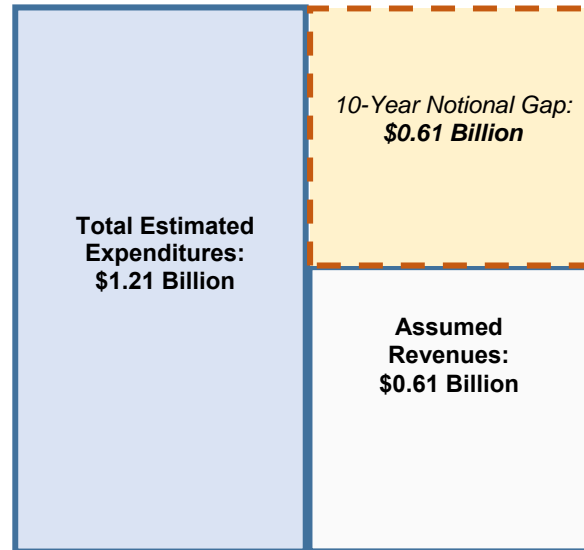 10-Year Notional Gap:
$0.61 Billion
Total Estimated
Expenditures:
$1.21 Billion
Assumed
Revenues:
$0.61 Billion